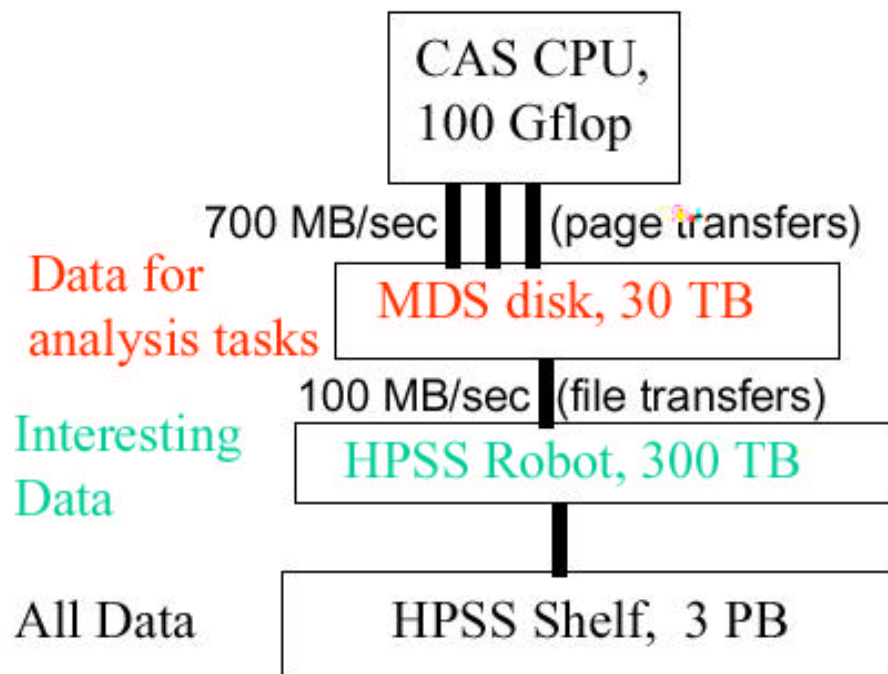 CAS CPU,
100 Gflop
700 MB/sec (page transfers)
Data for
analysis tasks
MDS disk, 30 TB
100 MB/sec (file transfers)
Interesting
Data
HPSS Robot, 300 TB
All Data
HPSS Shelf, 3 PB